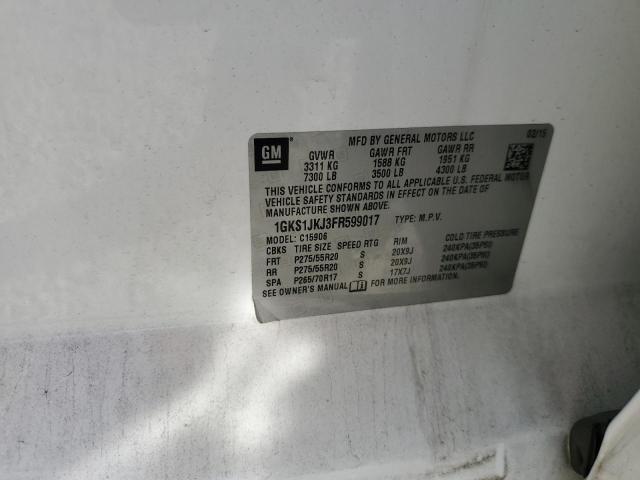 GM
MFD BY GENERAL MOTORS LLC 02/15
GVWR GAWR FRT GAWR RR
3311 KG 1588 KG 1951 KG
7300 LB 3500 LB 4300 LB
THIS VEHICLE CONFORMS TO ALL APPLICABLE U.S. FEDERAL MOTOR
VEHICLE SAFETY STANDARDS IN EFFECT ON THE DATE OF
MANUFACTURE SHOWN ABOVE.
1GKS1JKJ3FR599017 TYPE: M.P.V.
MODEL: C15906
CBKS TIRE SIZE SPEED RTG RIM COLD TIRE PRESSURE
FRT P275/55R20 S 20X9J 240KPA(35PSI)
RR P275/55R20 S 20X9J 240KPA(35PSI)
SPA P265/70R17 S 17X7J 240KPA(35PSI)
SEE OWNER'S MANUAL FOR MORE INFORMATION